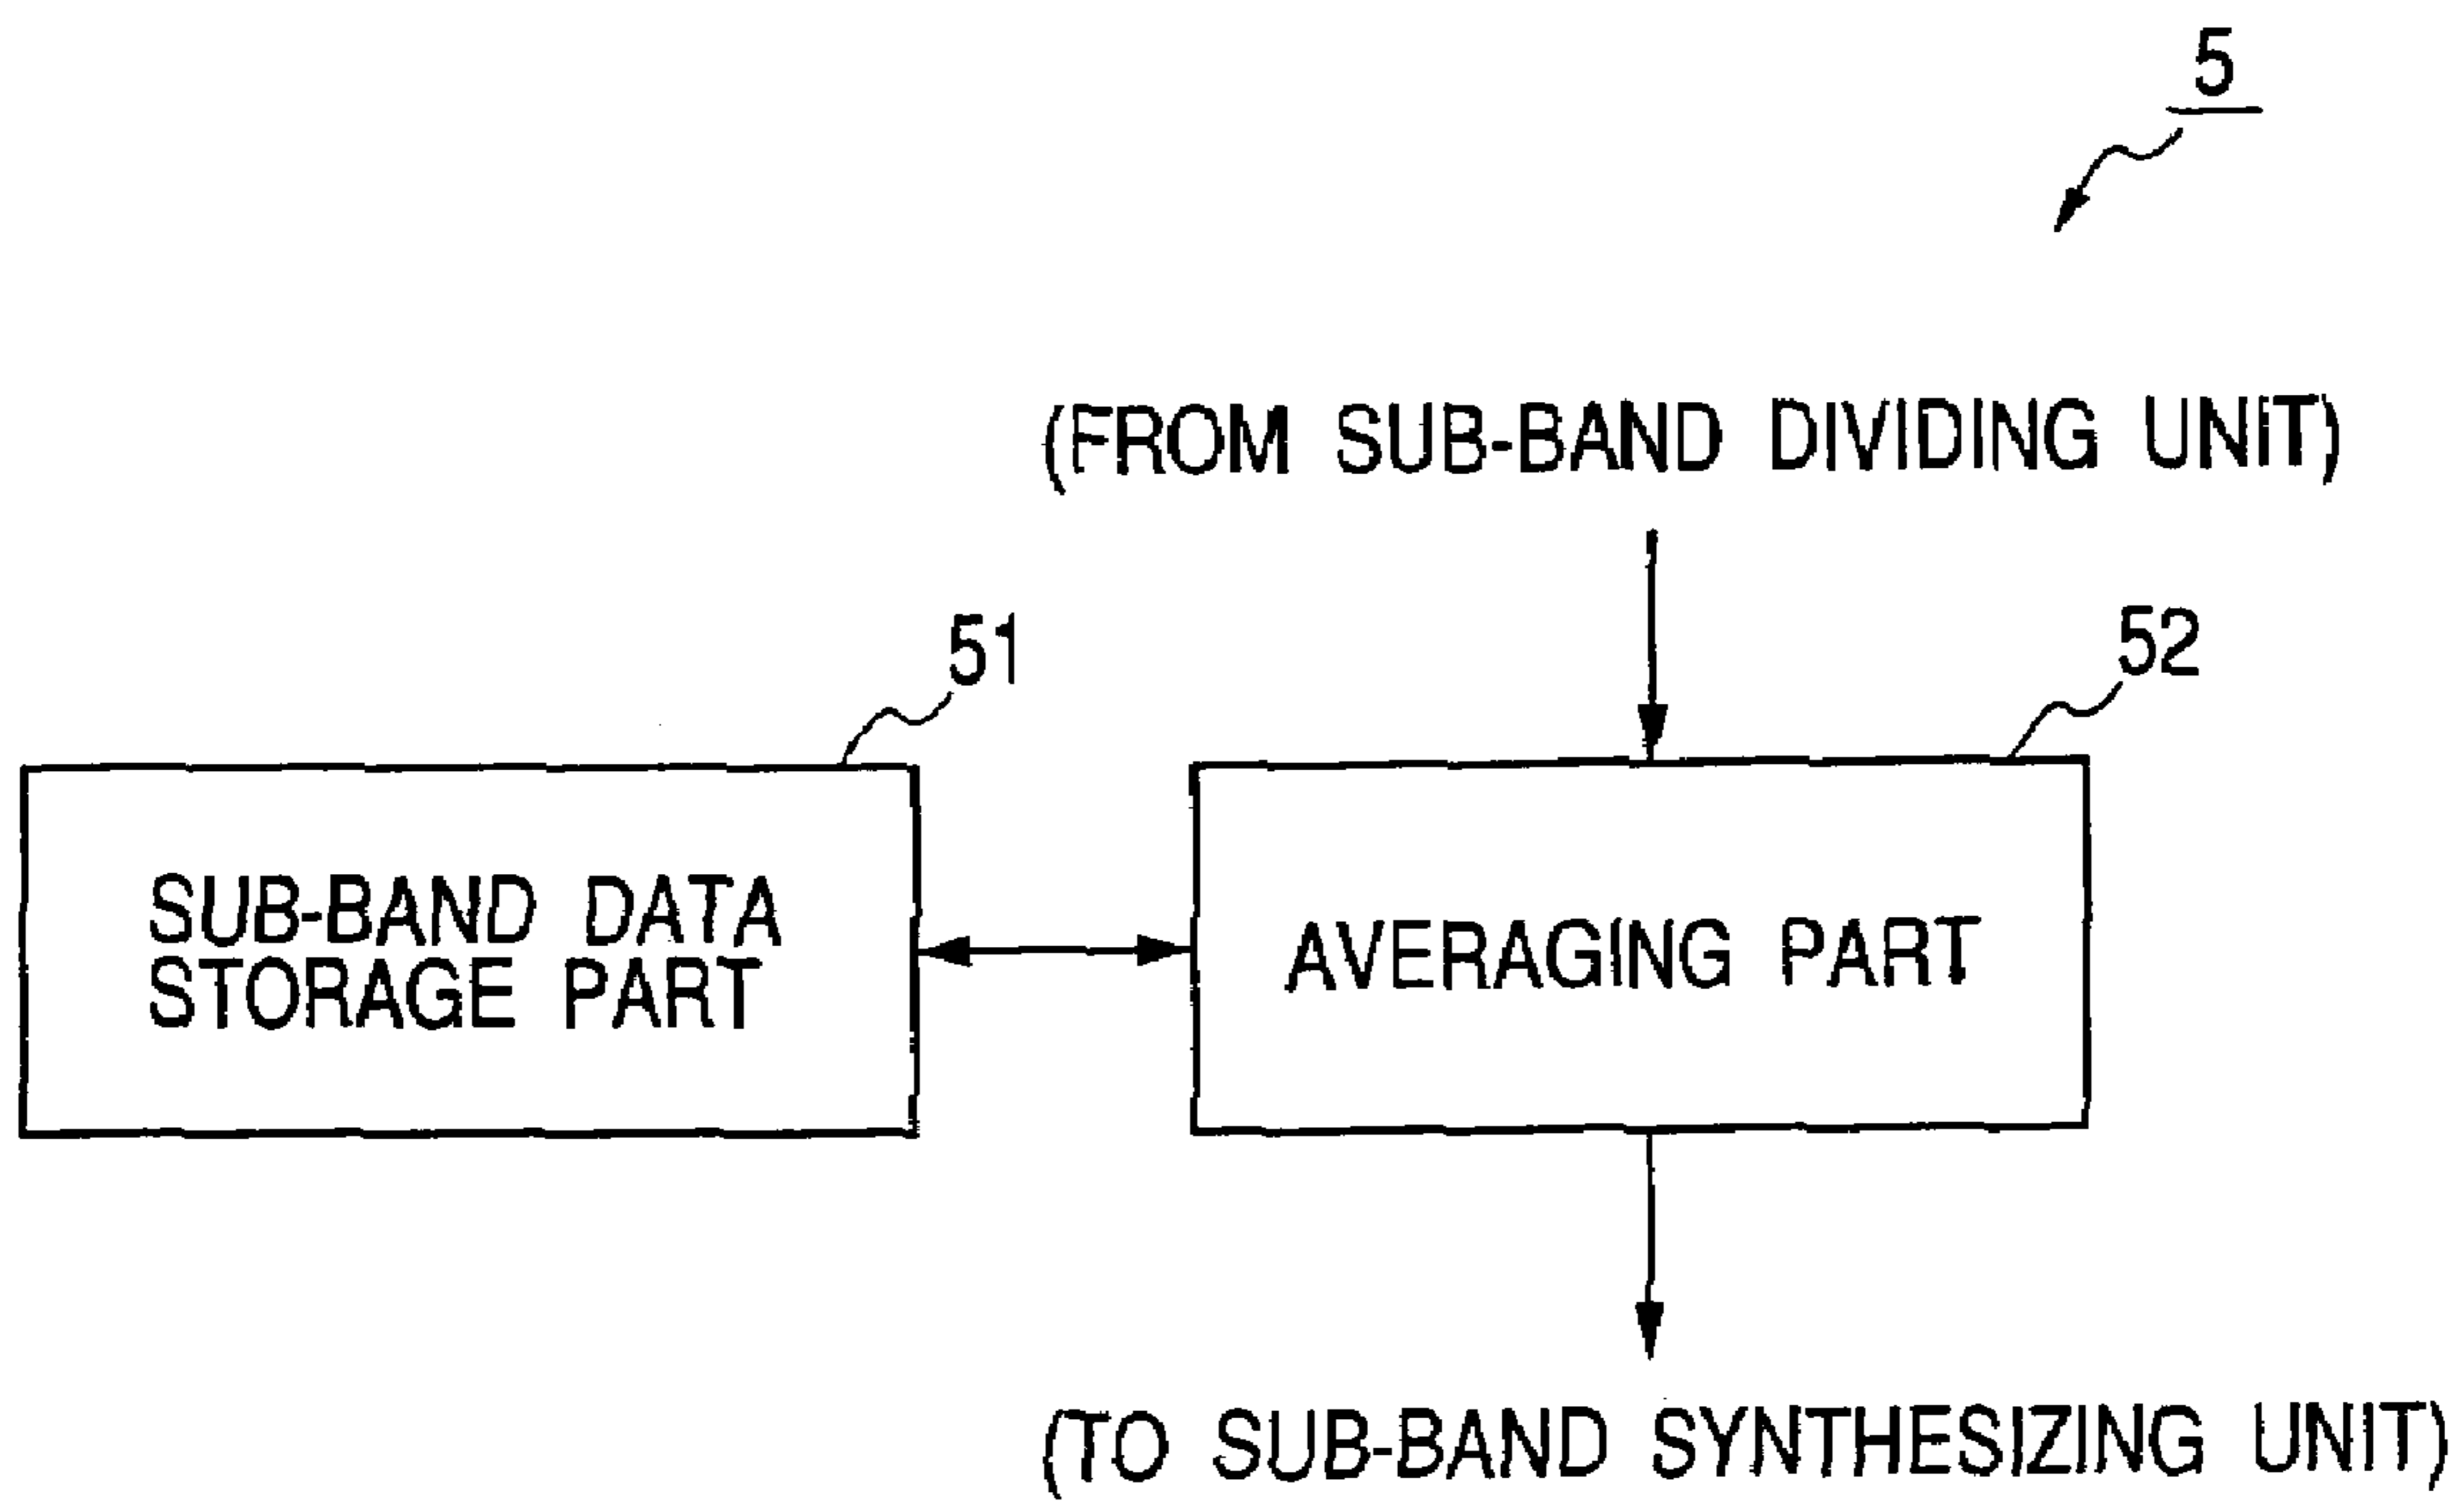 5
(FROM SUB-BAND DIVIDING UNIT)
51
52
SUB-BAND DATA
STORAGE PART
AVERAGING PART
(TO SUB-BAND SYNTHESIZING UNIT)